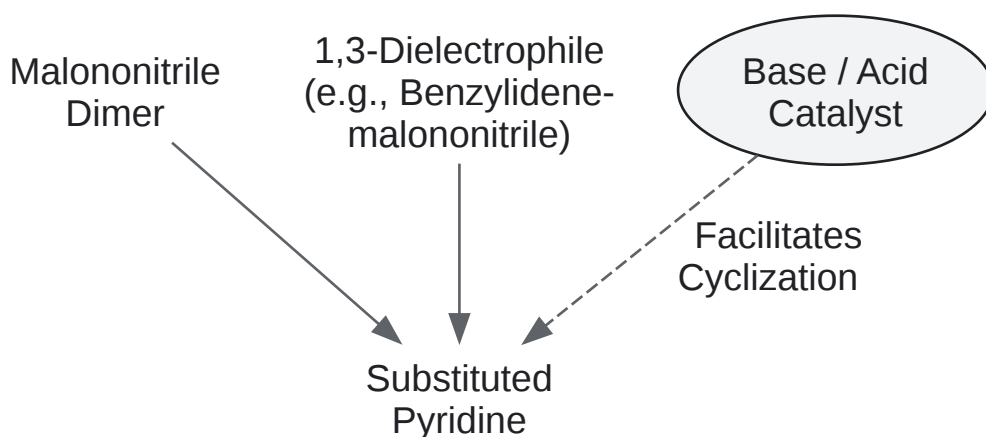 Malononitrile
Dimer
1,3-Dielectrophile
(e.g., Benzylidene-
malononitrile)
Base / Acid
Catalyst
Facilitates
Cyclization
Substituted
Pyridine